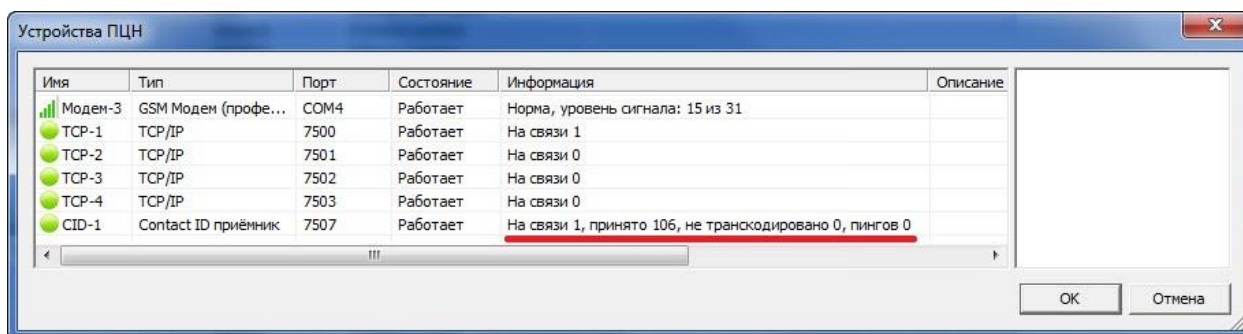 Устройства ПЦН
Имя Тип Порт Состояние Информация Описание
Модем-3 GSM Модем (профе... COM4 Работает Норма, уровень сигнала: 15 из 31
TCP-1 TCP/IP 7500 Работает На связи 1
TCP-2 TCP/IP 7501 Работает На связи 0
TCP-3 TCP/IP 7502 Работает На связи 0
TCP-4 TCP/IP 7503 Работает На связи 0
CID-1 Contact ID приёмник 7507 Работает На связи 1, принято 106, не транскодировано 0, пингов 0
OK Отмена